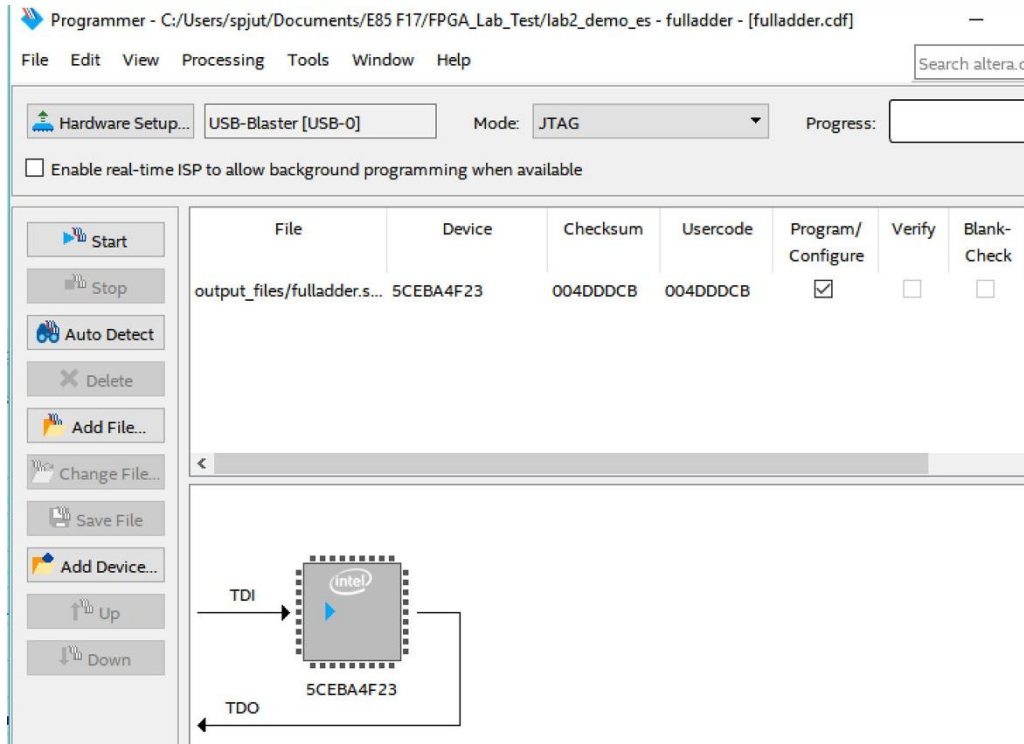 Programmer - C:/Users/spjut/Documents/E85 F17/FPGA_Lab_Test/lab2_demo_es - fulladder - [fulladder.cdf]
File Edit View Processing Tools Window Help
Search altera.c
Hardware Setup... USB-Blaster [USB-0] Mode: JTAG Progress:
Enable real-time ISP to allow background programming when available
Start
Stop
Auto Detect
Delete
Add File...
Change File...
Save File
Add Device...
Up
Down
File Device Checksum Usercode Program/ Verify Blank-
Configure Check
output_files/fulladder.s... 5CEBA4F23 004DDDCB 004DDDCB
TDI
intel
5CEBA4F23
TDO